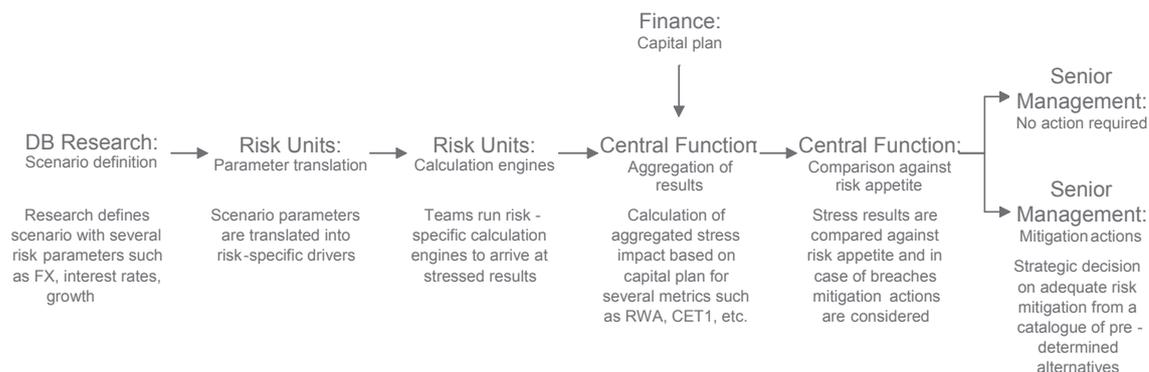 Finance:
Capital plan
DB Research:
Scenario definition
Research defines
scenario with several
risk parameters such
as FX, interest rates,
growth
Risk Units:
Parameter translation
Scenario parameters
are translated into
risk-specific drivers
Risk Units:
Calculation engines
Teams run risk -
specific calculation
engines to arrive at
stressed results
Central Function:
Aggregation of
results
Calculation of
aggregated stress
impact based on
capital plan for
several metrics such
as RWA, CET1, etc.
Central Function:
Comparison against
risk appetite
Stress results are
compared against
risk appetite and in
case of breaches
mitigation actions
are considered
Senior
Management:
No action required
Senior
Management:
Mitigation actions
Strategic decision
on adequate risk
mitigation from a
catalogue of pre -
determined
alternatives